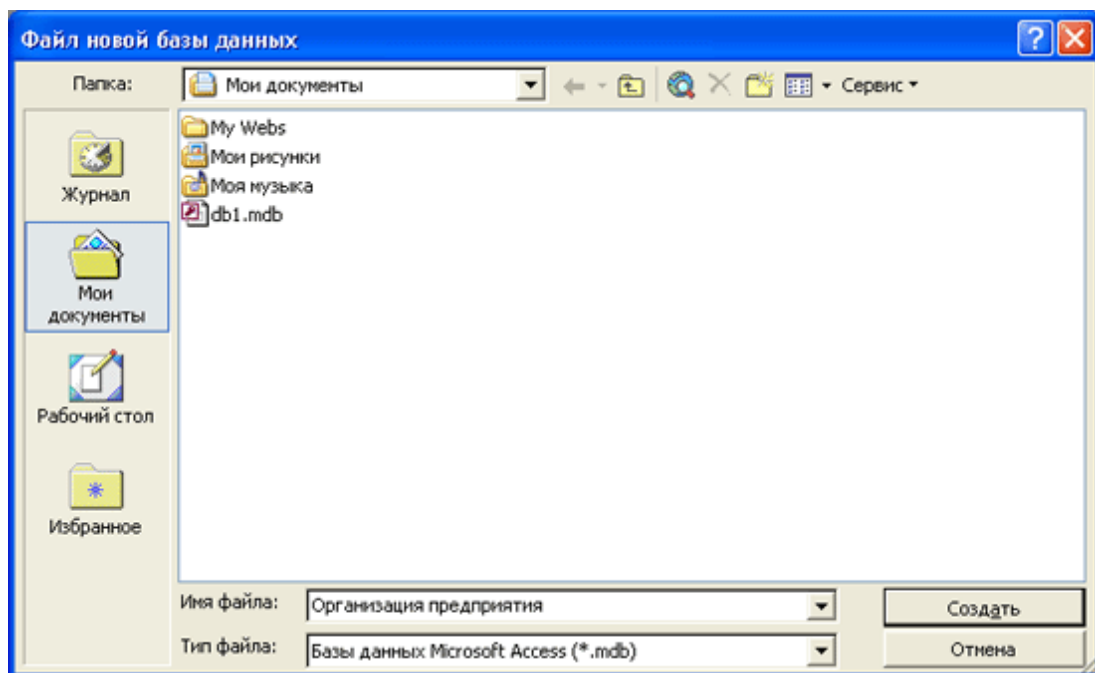 Файл новой базы данных
Папка:
Мои документы
Сервис
My Webs
Мои рисунки
Моя музыка
db1.mdb
Журнал
Мои
документы
Рабочий стол
Избранное
Имя файла:
Организация предприятия
Создать
Тип файла:
Базы данных Microsoft Access (*.mdb)
Отмена